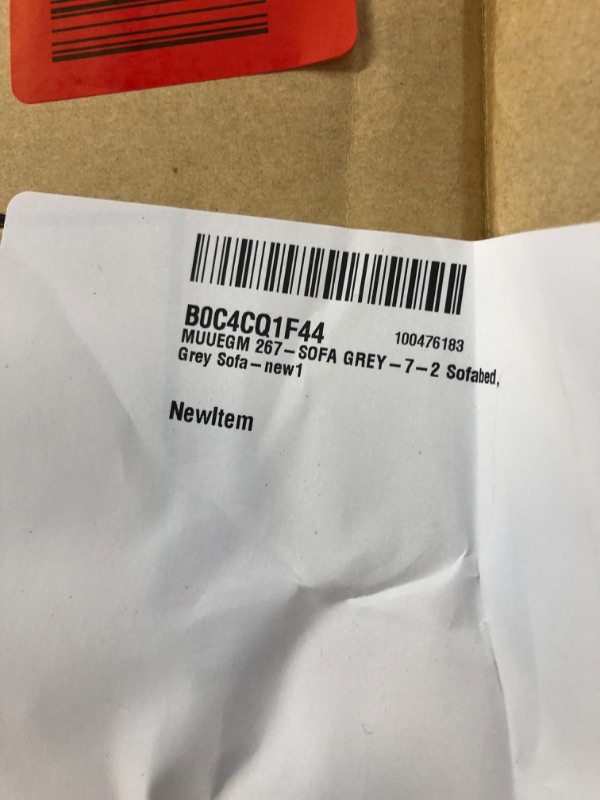 B0C4CQ1F44 100476183
MUUEGM 267-SOFA GREY-7-2 Sofabed,
Grey Sofa-new1
NewItem